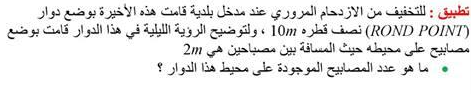 تطبيق : للتخفيف من الازدحام المروري عند مدخل بلدية قامت هذه الأخيرة بوضع دوار
(ROND POINT) نصف قطره 10m ، ولتوضيح الرؤية الليلية في هذا الدوار قامت بوضع
مصابيح على محيطه حيث المسافة بين مصباحين هي 2m
• ما هو عدد المصابيح الموجودة على محيط هذا الدوار ؟